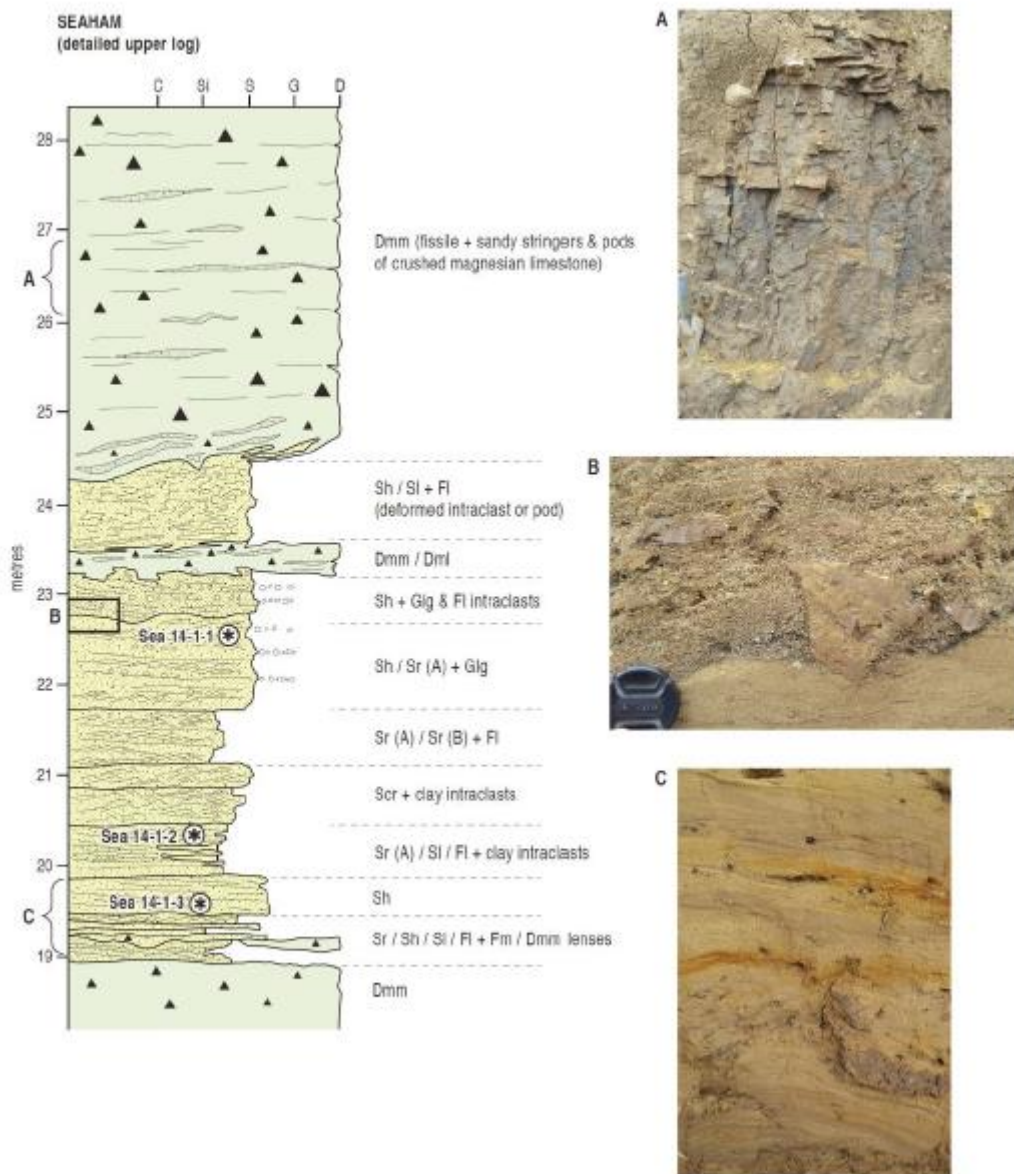 SEAHAM
(detailed upper log)
C Si S G D
28
27
26
25
24
23
22
21
20
19
metres
A
B
C
Sea 14-1-1
Sea 14-1-2
Sea 14-1-3
Dmm (fissile + sandy stringers & pods
of crushed magnesian limestone)
Sh / Sl + Fl
(deformed intraclast or pod)
Dmm / Dml
Sh + Glg & Fl intraclasts
Sh / Sr (A) + Glg
Sr (A) / Sr (B) + Fl
Scr + clay intraclasts
Sr (A) / Sl / Fl + clay intraclasts
Sh
Sr / Sh / Sl / Fl + Fm / Dmm lenses
Dmm
A
B
C